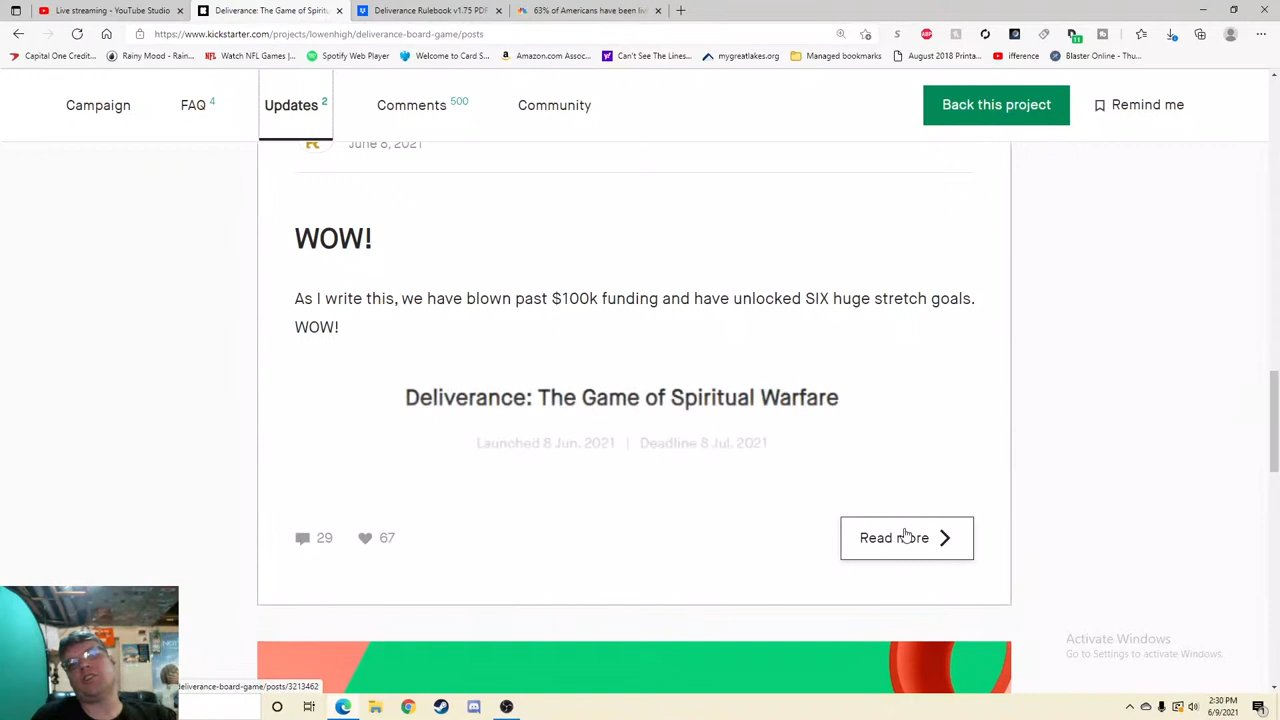 Live streaming - YouTube Studio
Deliverance: The Game of Spirit
Deliverance Rulebook v1.75 PDF
63% of Americans have been livi
https://www.kickstarter.com/projects/lowenhigh/deliverance-board-game/posts
Capital One Credit...
Rainy Mood - Rain...
Watch NFL Games |...
Spotify
Welcome to Card S...
Amazon.com Assoc...
Can't See The Lines...
mygreatlakes.org
August 2018 Printa...
ifference
Managed bookmarks
Blaster Online - Thu...
Campaign
FAQ 4
Updates 2
Comments 500
Community
Back this project
Remind me
June 8, 2021
WOW!
As I write this, we have blown past $100k funding and have unlocked SIX huge stretch goals.
WOW!
Deliverance: The Game of Spiritual Warfare
Launched 8 Jun. 2021 | Deadline 8 Jul. 2021
29
67
Read more
Activate Windows
Go to Settings to activate Windows.
deliverance-board-game/posts/3213462
2:30 PM
6/9/2021